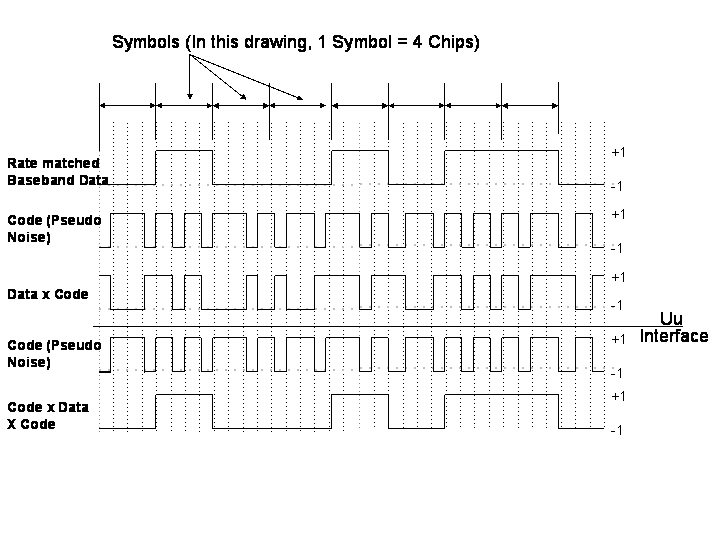 Symbols (In this drawing, 1 Symbol = 4 Chips)
Rate matched
Baseband Data
+1
-1
Code (Pseudo
Noise)
+1
-1
Data x Code
+1
-1
Uu
Interface
Code (Pseudo
Noise)
+1
-1
Code x Data
X Code
+1
-1